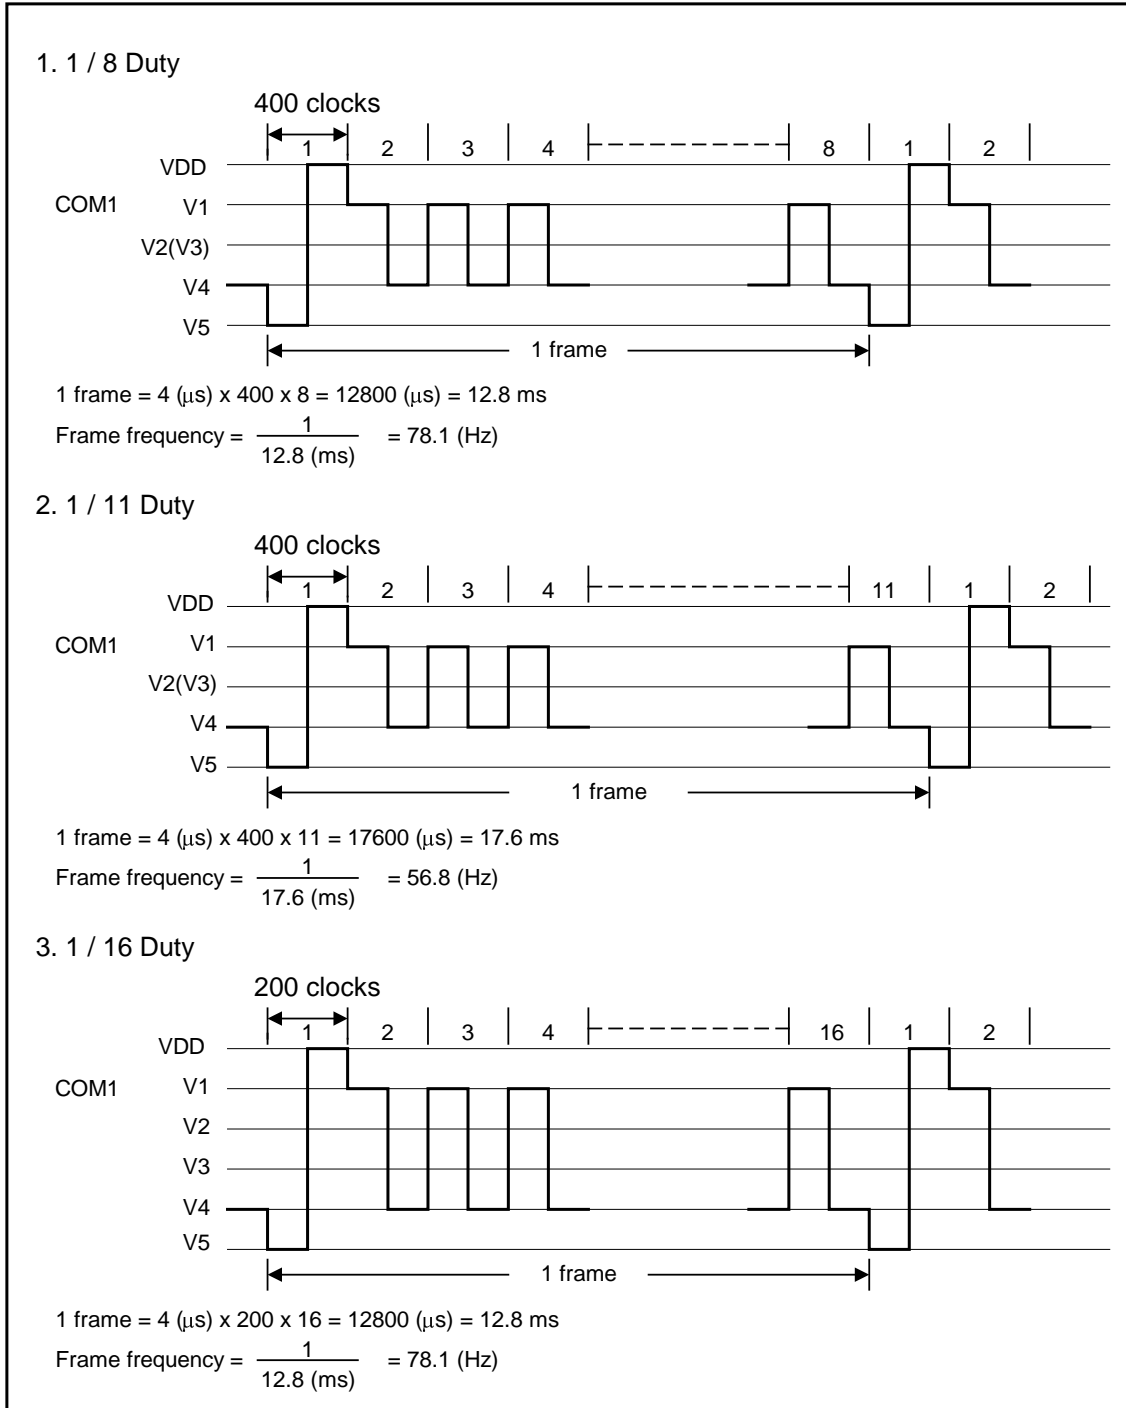 1. 1 / 8 Duty
400 clocks
1 2 3 4 8 1 2
VDD
COM1 V1
V2(V3)
V4
V5
1 frame
1 frame = 4 (μs) x 400 x 8 = 12800 (μs) = 12.8 ms
Frame frequency = 1 / 12.8 (ms) = 78.1 (Hz)
2. 1 / 11 Duty
400 clocks
1 2 3 4 11 1 2
VDD
COM1 V1
V2(V3)
V4
V5
1 frame
1 frame = 4 (μs) x 400 x 11 = 17600 (μs) = 17.6 ms
Frame frequency = 1 / 17.6 (ms) = 56.8 (Hz)
3. 1 / 16 Duty
200 clocks
1 2 3 4 16 1 2
VDD
COM1 V1
V2
V3
V4
V5
1 frame
1 frame = 4 (μs) x 200 x 16 = 12800 (μs) = 12.8 ms
Frame frequency = 1 / 12.8 (ms) = 78.1 (Hz)